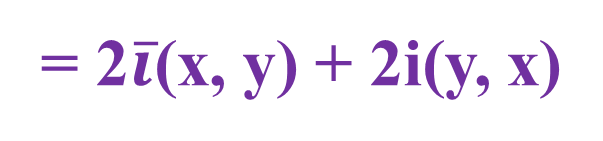 = 2ῑ(x, y) + 2i(y, x)